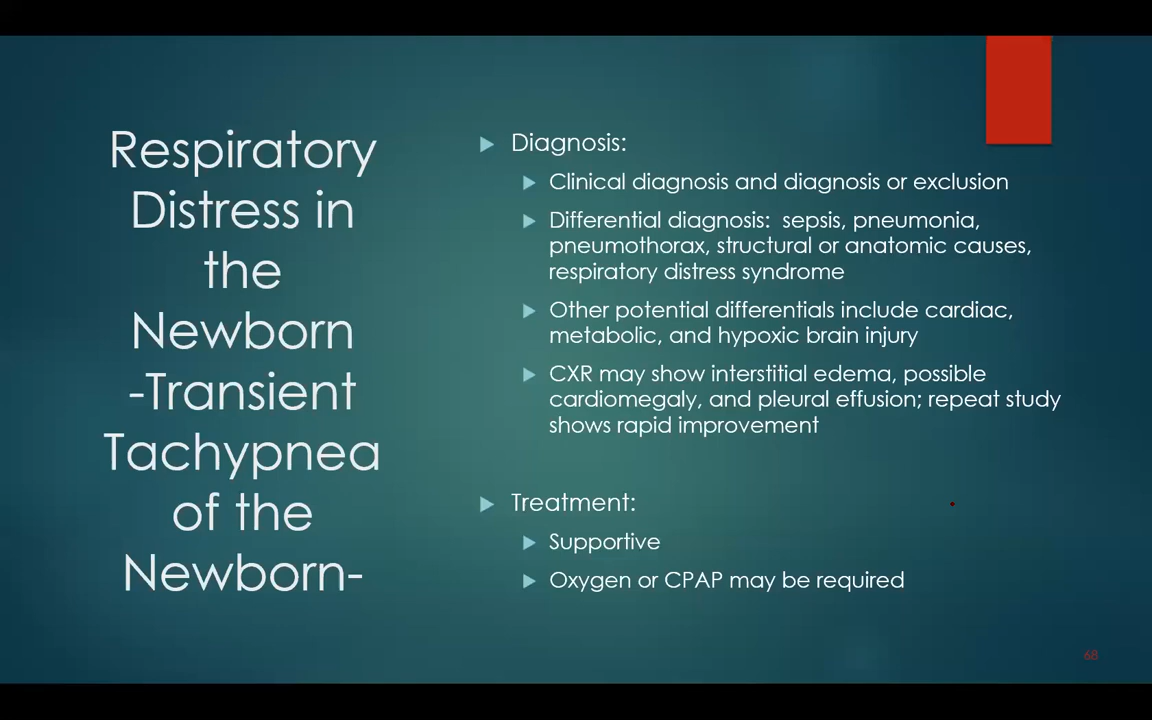 Respiratory
Distress in
the
Newborn
-Transient
Tachypnea
of the
Newborn-
Diagnosis:
Clinical diagnosis and diagnosis or exclusion
Differential diagnosis:  sepsis, pneumonia,
pneumothorax, structural or anatomic causes,
respiratory distress syndrome
Other potential differentials include cardiac,
metabolic, and hypoxic brain injury
CXR may show interstitial edema, possible
cardiomegaly, and pleural effusion; repeat study
shows rapid improvement
Treatment:
Supportive
Oxygen or CPAP may be required
68